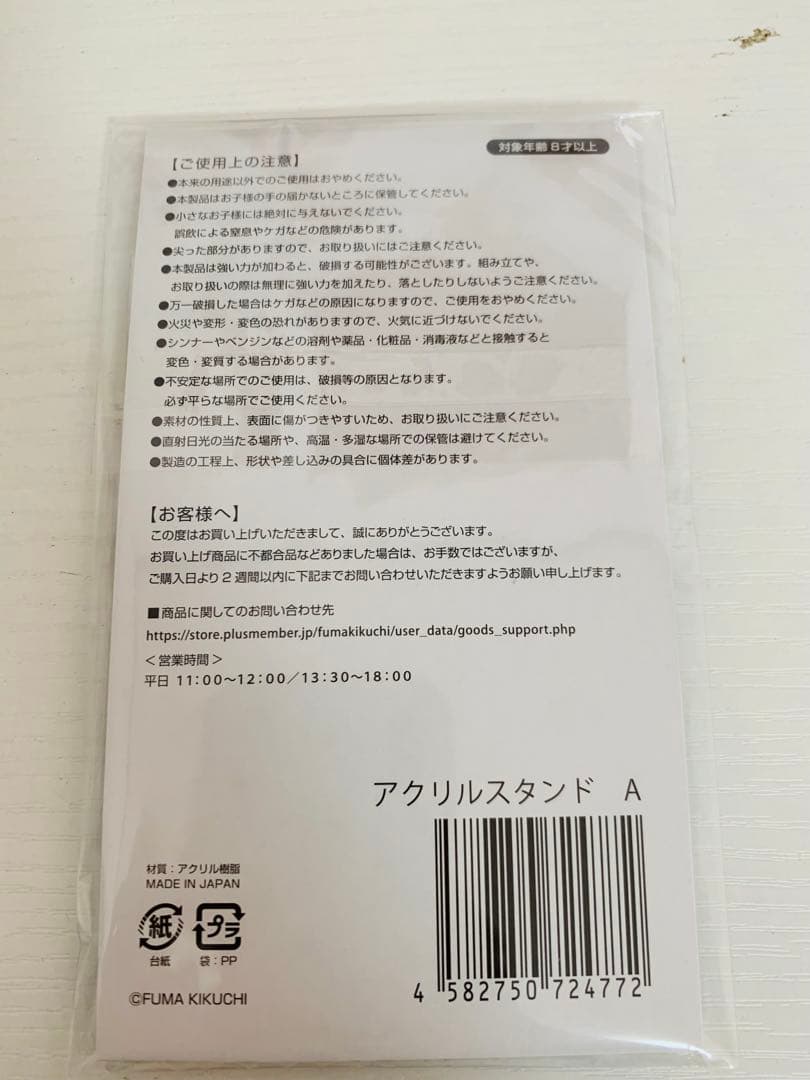 【ご使用上の注意】
対象年齢8才以上
●本来の用途以外でのご使用はおやめください。
●本製品はお子様の手の届かないところに保管してください。
●小さなお子様には絶対に与えないでください。
誤飲による窒息やケガなどの危険があります。
●尖った部分がありますので、お取り扱いにはご注意ください。
●本製品は強い力が加わると、破損する可能性がございます。組み立てや、
お取り扱いの際は無理に強い力を加えたり、落としたりしないようご注意ください。
●万一破損した場合はケガなどの原因になりますので、ご使用をおやめください。
●火災や変形・変色の恐れがありますので、火気に近づけないでください。
●シンナーやベンジンなどの溶剤や薬品・化粧品・消毒液などと接触すると
変色・変質する場合があります。
●不安定な場所でのご使用は、破損等の原因となります。
必ず平らな場所でご使用ください。
●素材の性質上、表面に傷がつきやすいため、お取り扱いにご注意ください。
●直射日光の当たる場所や、高温・多湿な場所での保管は避けてください。
●製造の工程上、形状や差し込みの具合に個体差があります。
【お客様へ】
この度はお買い上げいただきまして、誠にありがとうございます。
お買い上げ商品に不都合品などありました場合は、お手数ではございますが、
ご購入日より2週間以内に下記までお問い合わせいただきますようお願い申し上げます。
■商品に関してのお問い合わせ先
https://store.plusmember.jp/fumakikuchi/user_data/goods_support.php
＜営業時間＞
平日 11:00～12:00／13:30～18:00
アクリルスタンド A
材質：アクリル樹脂
MADE IN JAPAN
紙 プラ
台紙 袋：PP
©FUMA KIKUCHI
4 582750 724772